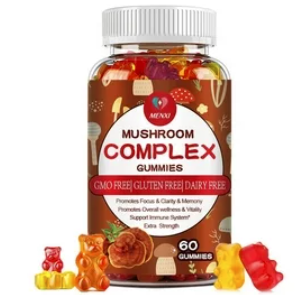 MENXI
MUSHROOM
COMPLEX
GUMMIES
GMO FREE| GLUTEN FREE| DAIRY FREE
Promotes Focus & Clarity & Memory
Promotes Overall wellness & Vitality
Support Immune System*
Extra Strength
60
GUMMIES